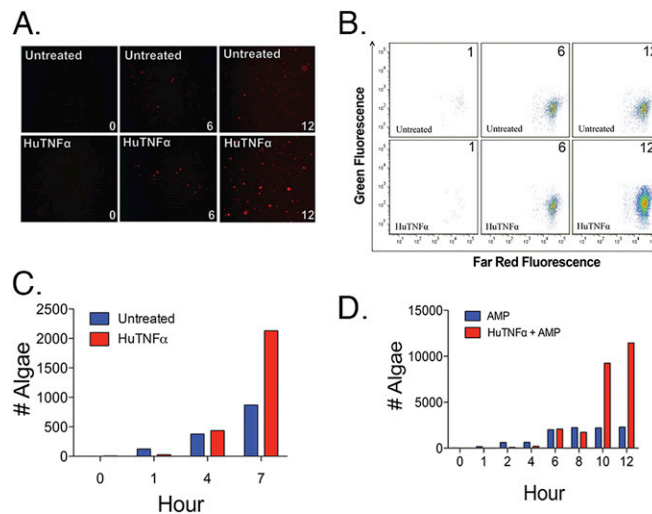 A.
Untreated Untreated Untreated
0 6 12
HuTNFα HuTNFα HuTNFα
0 6 12
B.
Green Fluorescence
1 6 12
Untreated Untreated Untreated
1 6 12
HuTNFα HuTNFα HuTNFα
Far Red Fluorescence
C.
2500
2000
1500
1000
500
0
# Algae
Untreated
HuTNFα
0 1 4 7
Hour
D.
15000
10000
5000
0
# Algae
AMP
HuTNFα + AMP
0 1 2 4 6 8 10 12
Hour